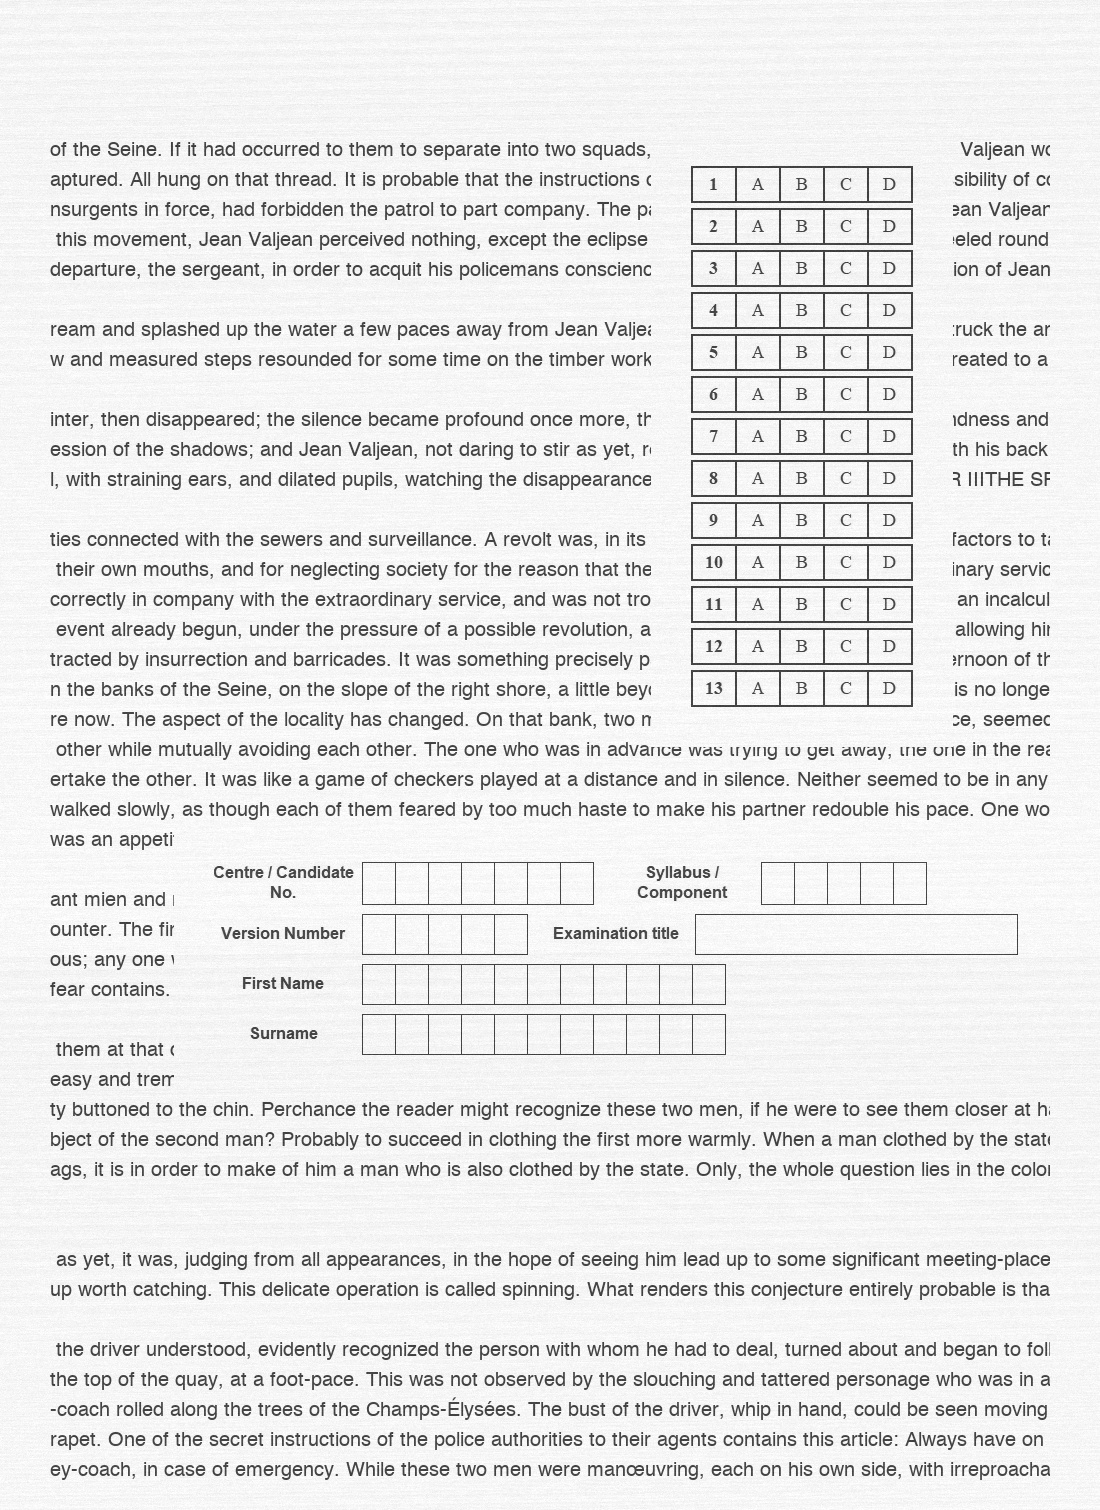 of the Seine. If it had occurred to them to separate into two squads, Valjean
aptured. All hung on that thread. It is probable that the instructions sibility of
nsurgents in force, had forbidden the patrol to part company. The ean Valjean
this movement, Jean Valjean perceived nothing, except the eclipse eeled round
departure, the sergeant, in order to acquit his policemans conscienc ion of Jean
ream and splashed up the water a few paces away from Jean Valjea ruck the
w and measured steps resounded for some time on the timber work reated to a
inter, then disappeared; the silence became profound once more, th ndness and
ession of the shadows; and Jean Valjean, not daring to stir as yet, th his back
l, with straining ears, and dilated pupils, watching the disappearance R IIITHE
ties connected with the sewers and surveillance. A revolt was, in its factors to
their own mouths, and for neglecting society for the reason that the inary servic
correctly in company with the extraordinary service, and was not tro an incalcul
event already begun, under the pressure of a possible revolution, a allowing
tracted by insurrection and barricades. It was something precisely p ernoon of
n the banks of the Seine, on the slope of the right shore, a little is no longe
re now. The aspect of the locality has changed. On that bank, two ce, seemed
other while mutually avoiding each other. The one who was in advance was trying to get away, the one in the rea
ertake the other. It was like a game of checkers played at a distance and in silence. Neither seemed to be in any
walked slowly, as though each of them feared by too much haste to make his partner redouble his pace. One wo
was an appeti
ant mien and
ounter. The
ous; any one
fear contains.
them at that
easy and trem
ty buttoned to the chin. Perchance the reader might recognize these two men, if he were to see them closer at
bject of the second man? Probably to succeed in clothing the first more warmly. When a man clothed by the state
ags, it is in order to make of him a man who is also clothed by the state. Only, the whole question lies in the color
as yet, it was, judging from all appearances, in the hope of seeing him lead up to some significant meeting-place
up worth catching. This delicate operation is called spinning. What renders this conjecture entirely probable is tha
the driver understood, evidently recognized the person with whom he had to deal, turned about and began to foll
the top of the quay, at a foot-pace. This was not observed by the slouching and tattered personage who was in a
-coach rolled along the trees of the Champs-Élysées. The bust of the driver, whip in hand, could be seen moving
rapet. One of the secret instructions of the police authorities to their agents contains this article: Always have on
ey-coach, in case of emergency. While these two men were manœuvring, each on his own side, with irreproacha
1 A B C D
2 A B C D
3 A B C D
4 A B C D
5 A B C D
6 A B C D
7 A B C D
8 A B C D
9 A B C D
10 A B C D
11 A B C D
12 A B C D
13 A B C D
Centre / Candidate
No.
Syllabus /
Component
Version Number
Examination title
First Name
Surname